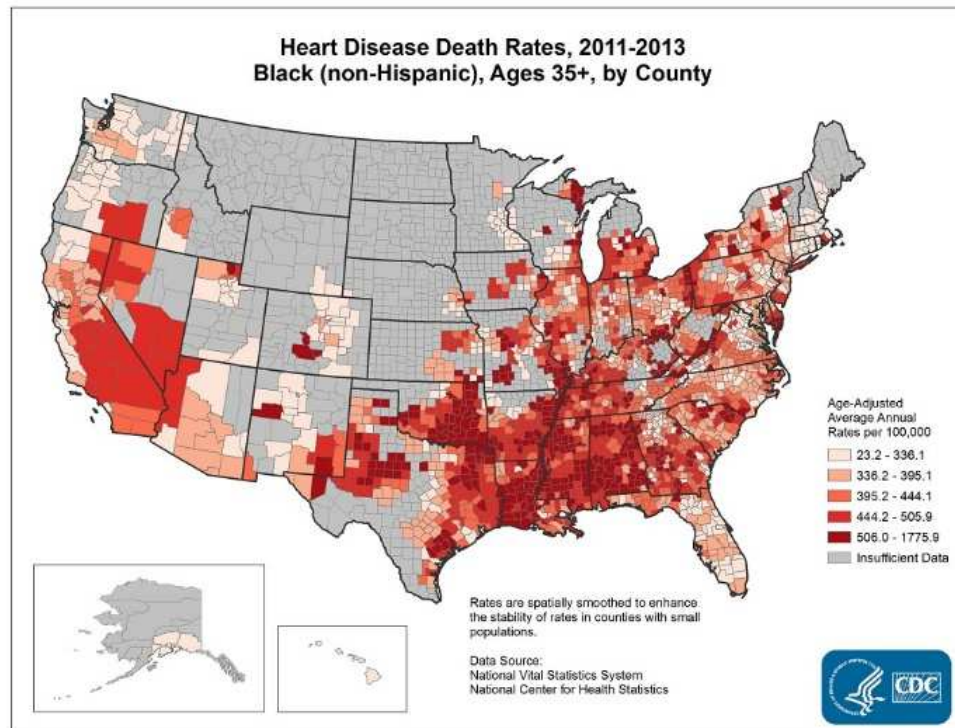 Heart Disease Death Rates, 2011-2013
Black (non-Hispanic), Ages 35+, by County
Age-Adjusted
Average Annual
Rates per 100,000
23.2 - 336.1
336.2 - 395.1
395.2 - 444.1
444.2 - 505.9
506.0 - 1775.9
Insufficient Data
Rates are spatially smoothed to enhance
the stability of rates in counties with small
populations.
Data Source:
National Vital Statistics System
National Center for Health Statistics
CDC